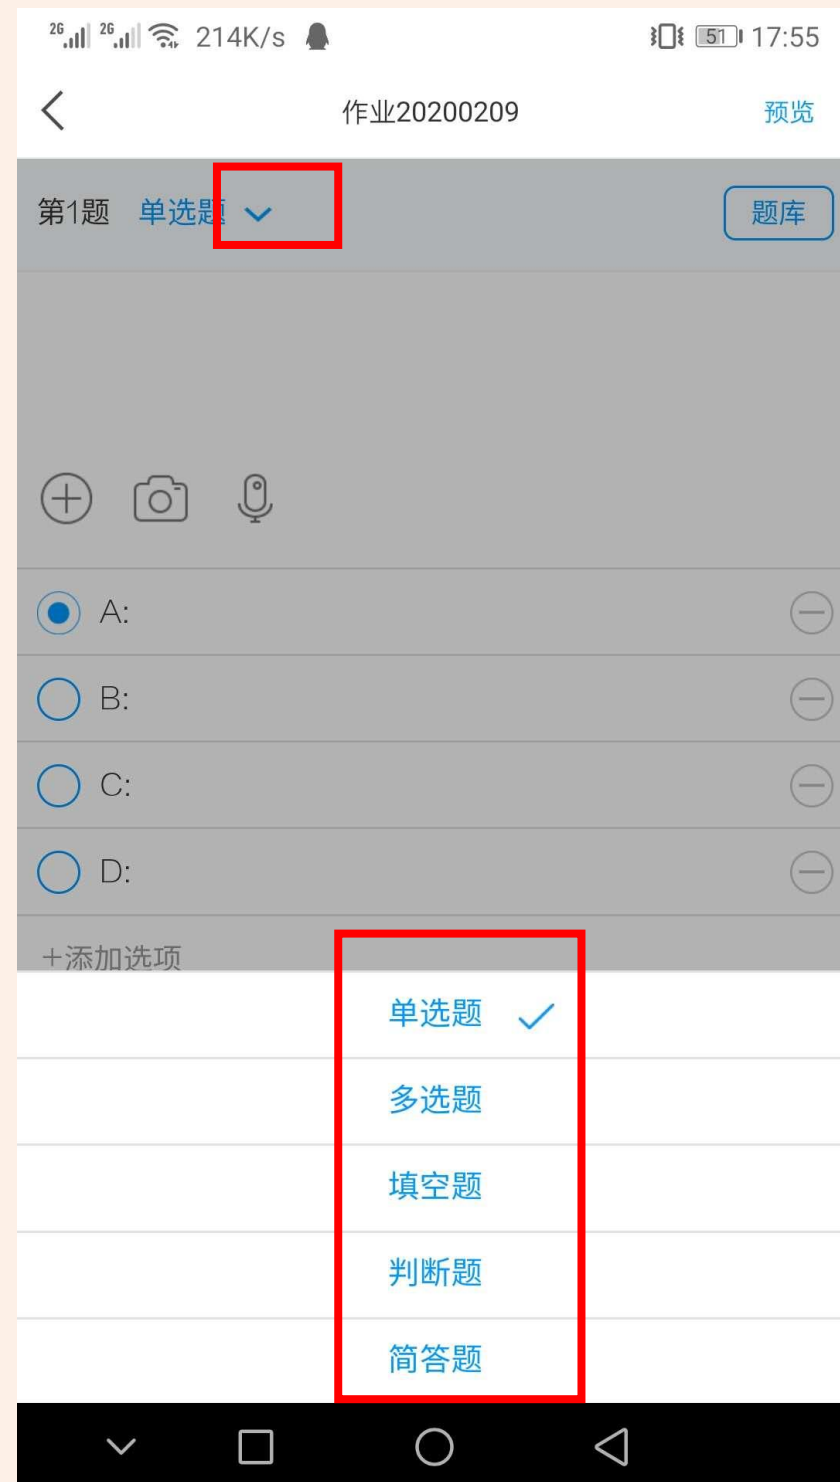 2G 2G 214K/s 51 17:55
作业20200209 预览
第1题 单选题 题库
A:
B:
C:
D:
+添加选项
单选题
多选题
填空题
判断题
简答题